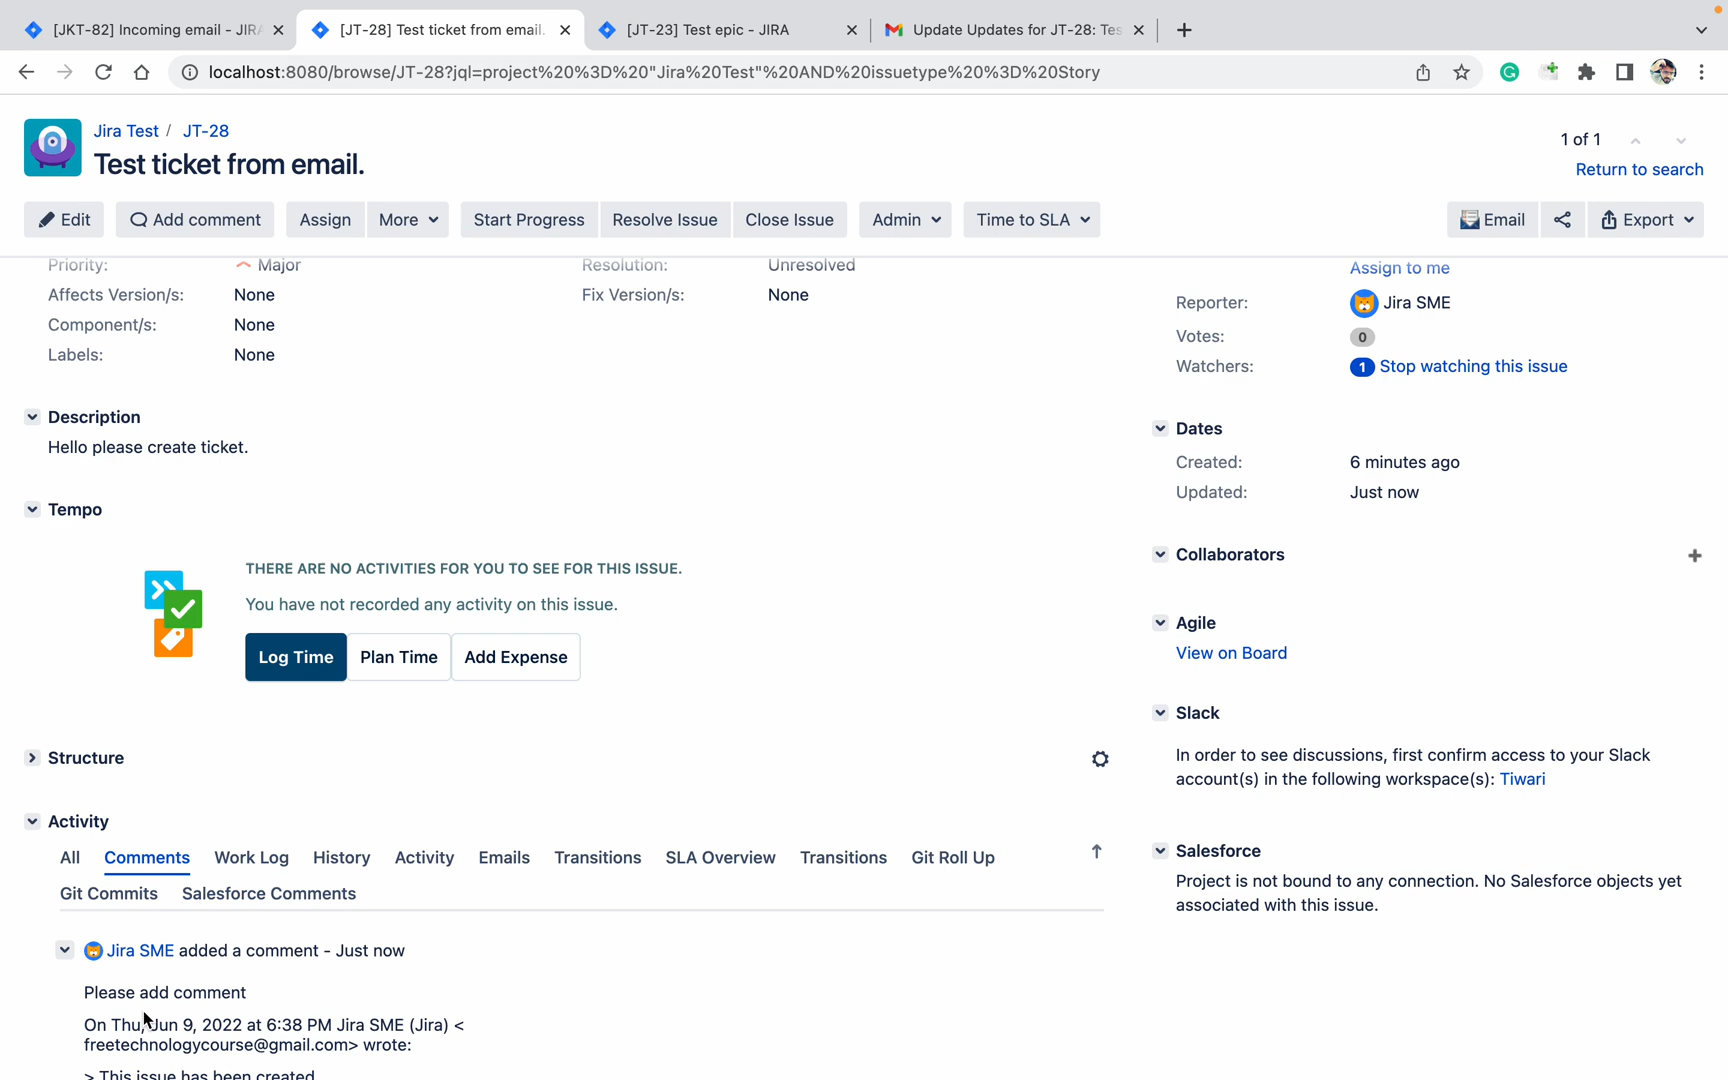 [JKT-82] Incoming email - JIR
[JT-28] Test ticket from email.
[JT-23] Test epic - JIRA
Update Updates for JT-28: Tes
localhost:8080/browse/JT-28?jql=project%20%3D%20"Jira%20Test"%20AND%20issuetype%20%3D%20Story
Jira Test / JT-28
Test ticket from email.
1 of 1
Return to search
Edit
Add comment
Assign
More
Start Progress
Resolve Issue
Close Issue
Admin
Time to SLA
Email
Export
Priority: Major
Resolution: Unresolved
Affects Version/s: None
Fix Version/s: None
Component/s: None
Labels: None
Description
Hello please create ticket.
Tempo
THERE ARE NO ACTIVITIES FOR YOU TO SEE FOR THIS ISSUE.
You have not recorded any activity on this issue.
Log Time
Plan Time
Add Expense
Structure
Activity
All Comments Work Log History Activity Emails Transitions SLA Overview Transitions Git Roll Up
Git Commits Salesforce Comments
Jira SME added a comment - Just now
Please add comment
On Thu, Jun 9, 2022 at 6:38 PM Jira SME (Jira) <
freetechnologycourse@gmail.com> wrote:
> This issue has been created
Assign to me
Reporter: Jira SME
Votes: 0
Watchers: 1 Stop watching this issue
Dates
Created: 6 minutes ago
Updated: Just now
Collaborators
Agile
View on Board
Slack
In order to see discussions, first confirm access to your Slack
account(s) in the following workspace(s): Tiwari
Salesforce
Project is not bound to any connection. No Salesforce objects yet
associated with this issue.